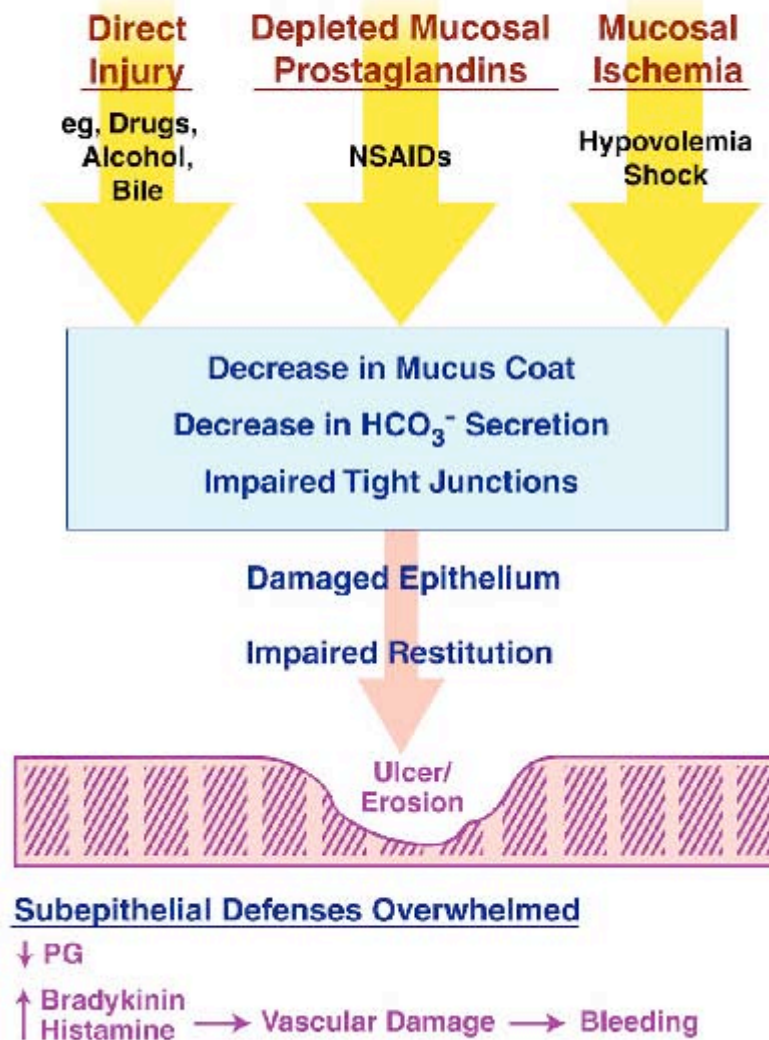 Direct
Injury
eg, Drugs,
Alcohol,
Bile
Depleted Mucosal
Prostaglandins
NSAIDs
Mucosal
Ischemia
Hypovolemia
Shock
Decrease in Mucus Coat
Decrease in HCO₃⁻ Secretion
Impaired Tight Junctions
Damaged Epithelium
Impaired Restitution
Ulcer/
Erosion
Subepithelial Defenses Overwhelmed
↓ PG
↑ Bradykinin
Histamine → Vascular Damage → Bleeding